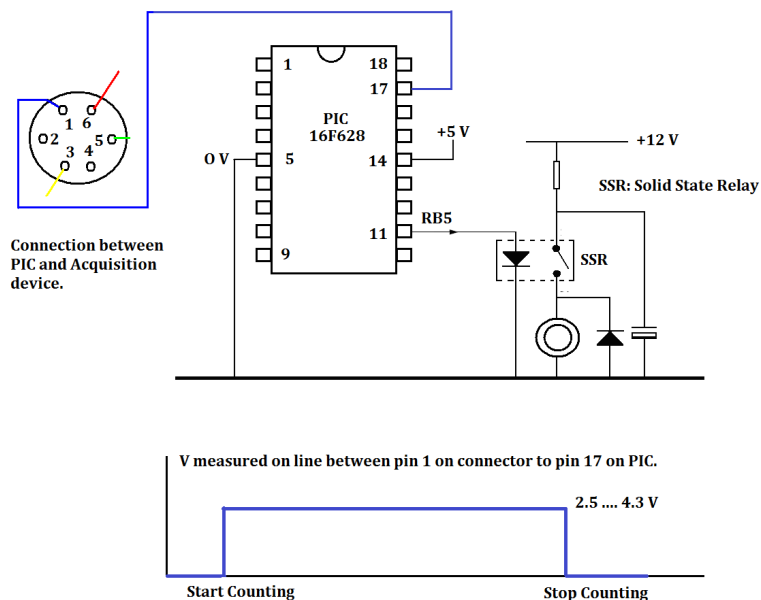 1
6
2
5
3
4
Connection between
PIC and Acquisition
device.
1
18
17
PIC
16F628
O V
5
14
+5 V
11
9
RB5
+12 V
SSR: Solid State Relay
SSR
V measured on line between pin 1 on connector to pin 17 on PIC.
2.5 .... 4.3 V
Start Counting
Stop Counting